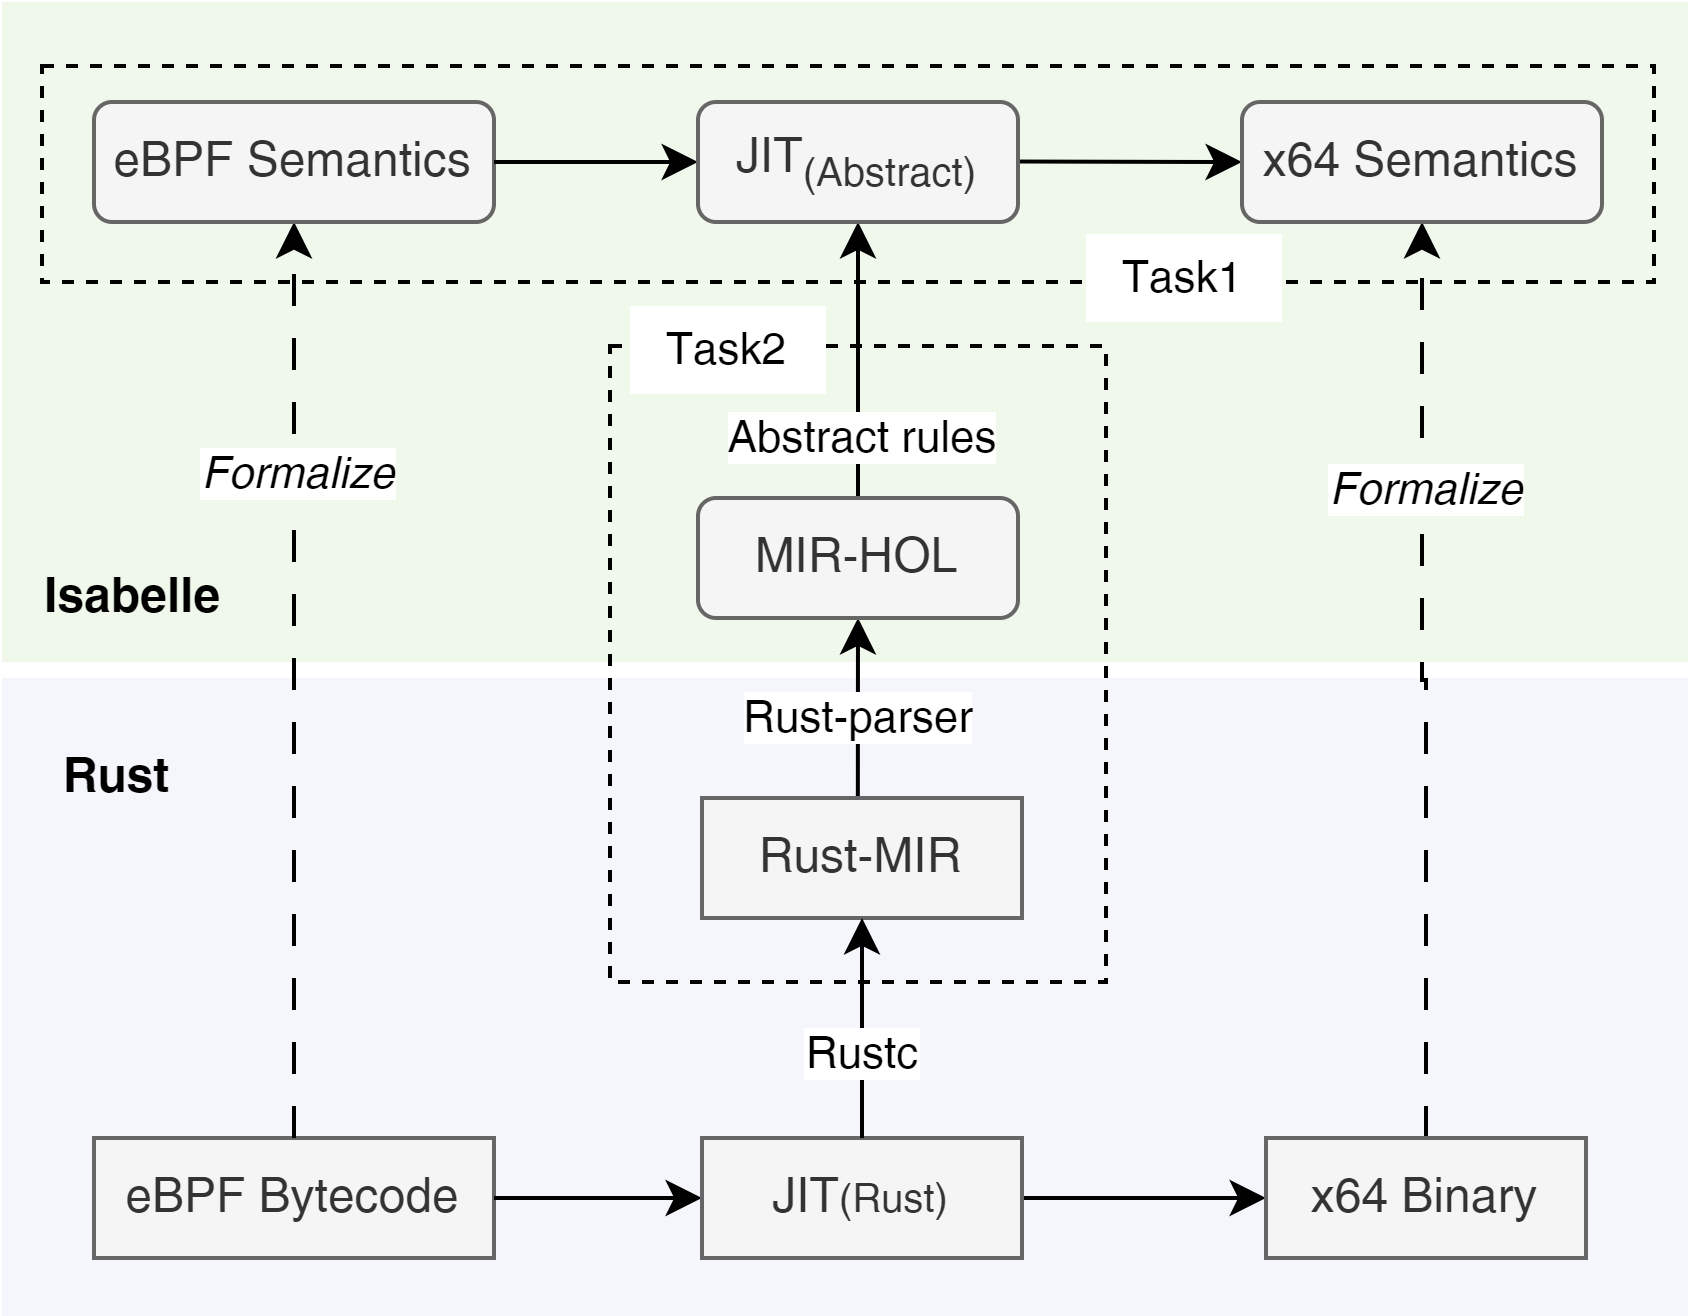 eBPF Semantics
JIT(Abstract)
x64 Semantics
Task1
Task2
Abstract rules
Formalize
Formalize
MIR-HOL
Isabelle
Rust-parser
Rust
Rust-MIR
Rustc
eBPF Bytecode
JIT(Rust)
x64 Binary